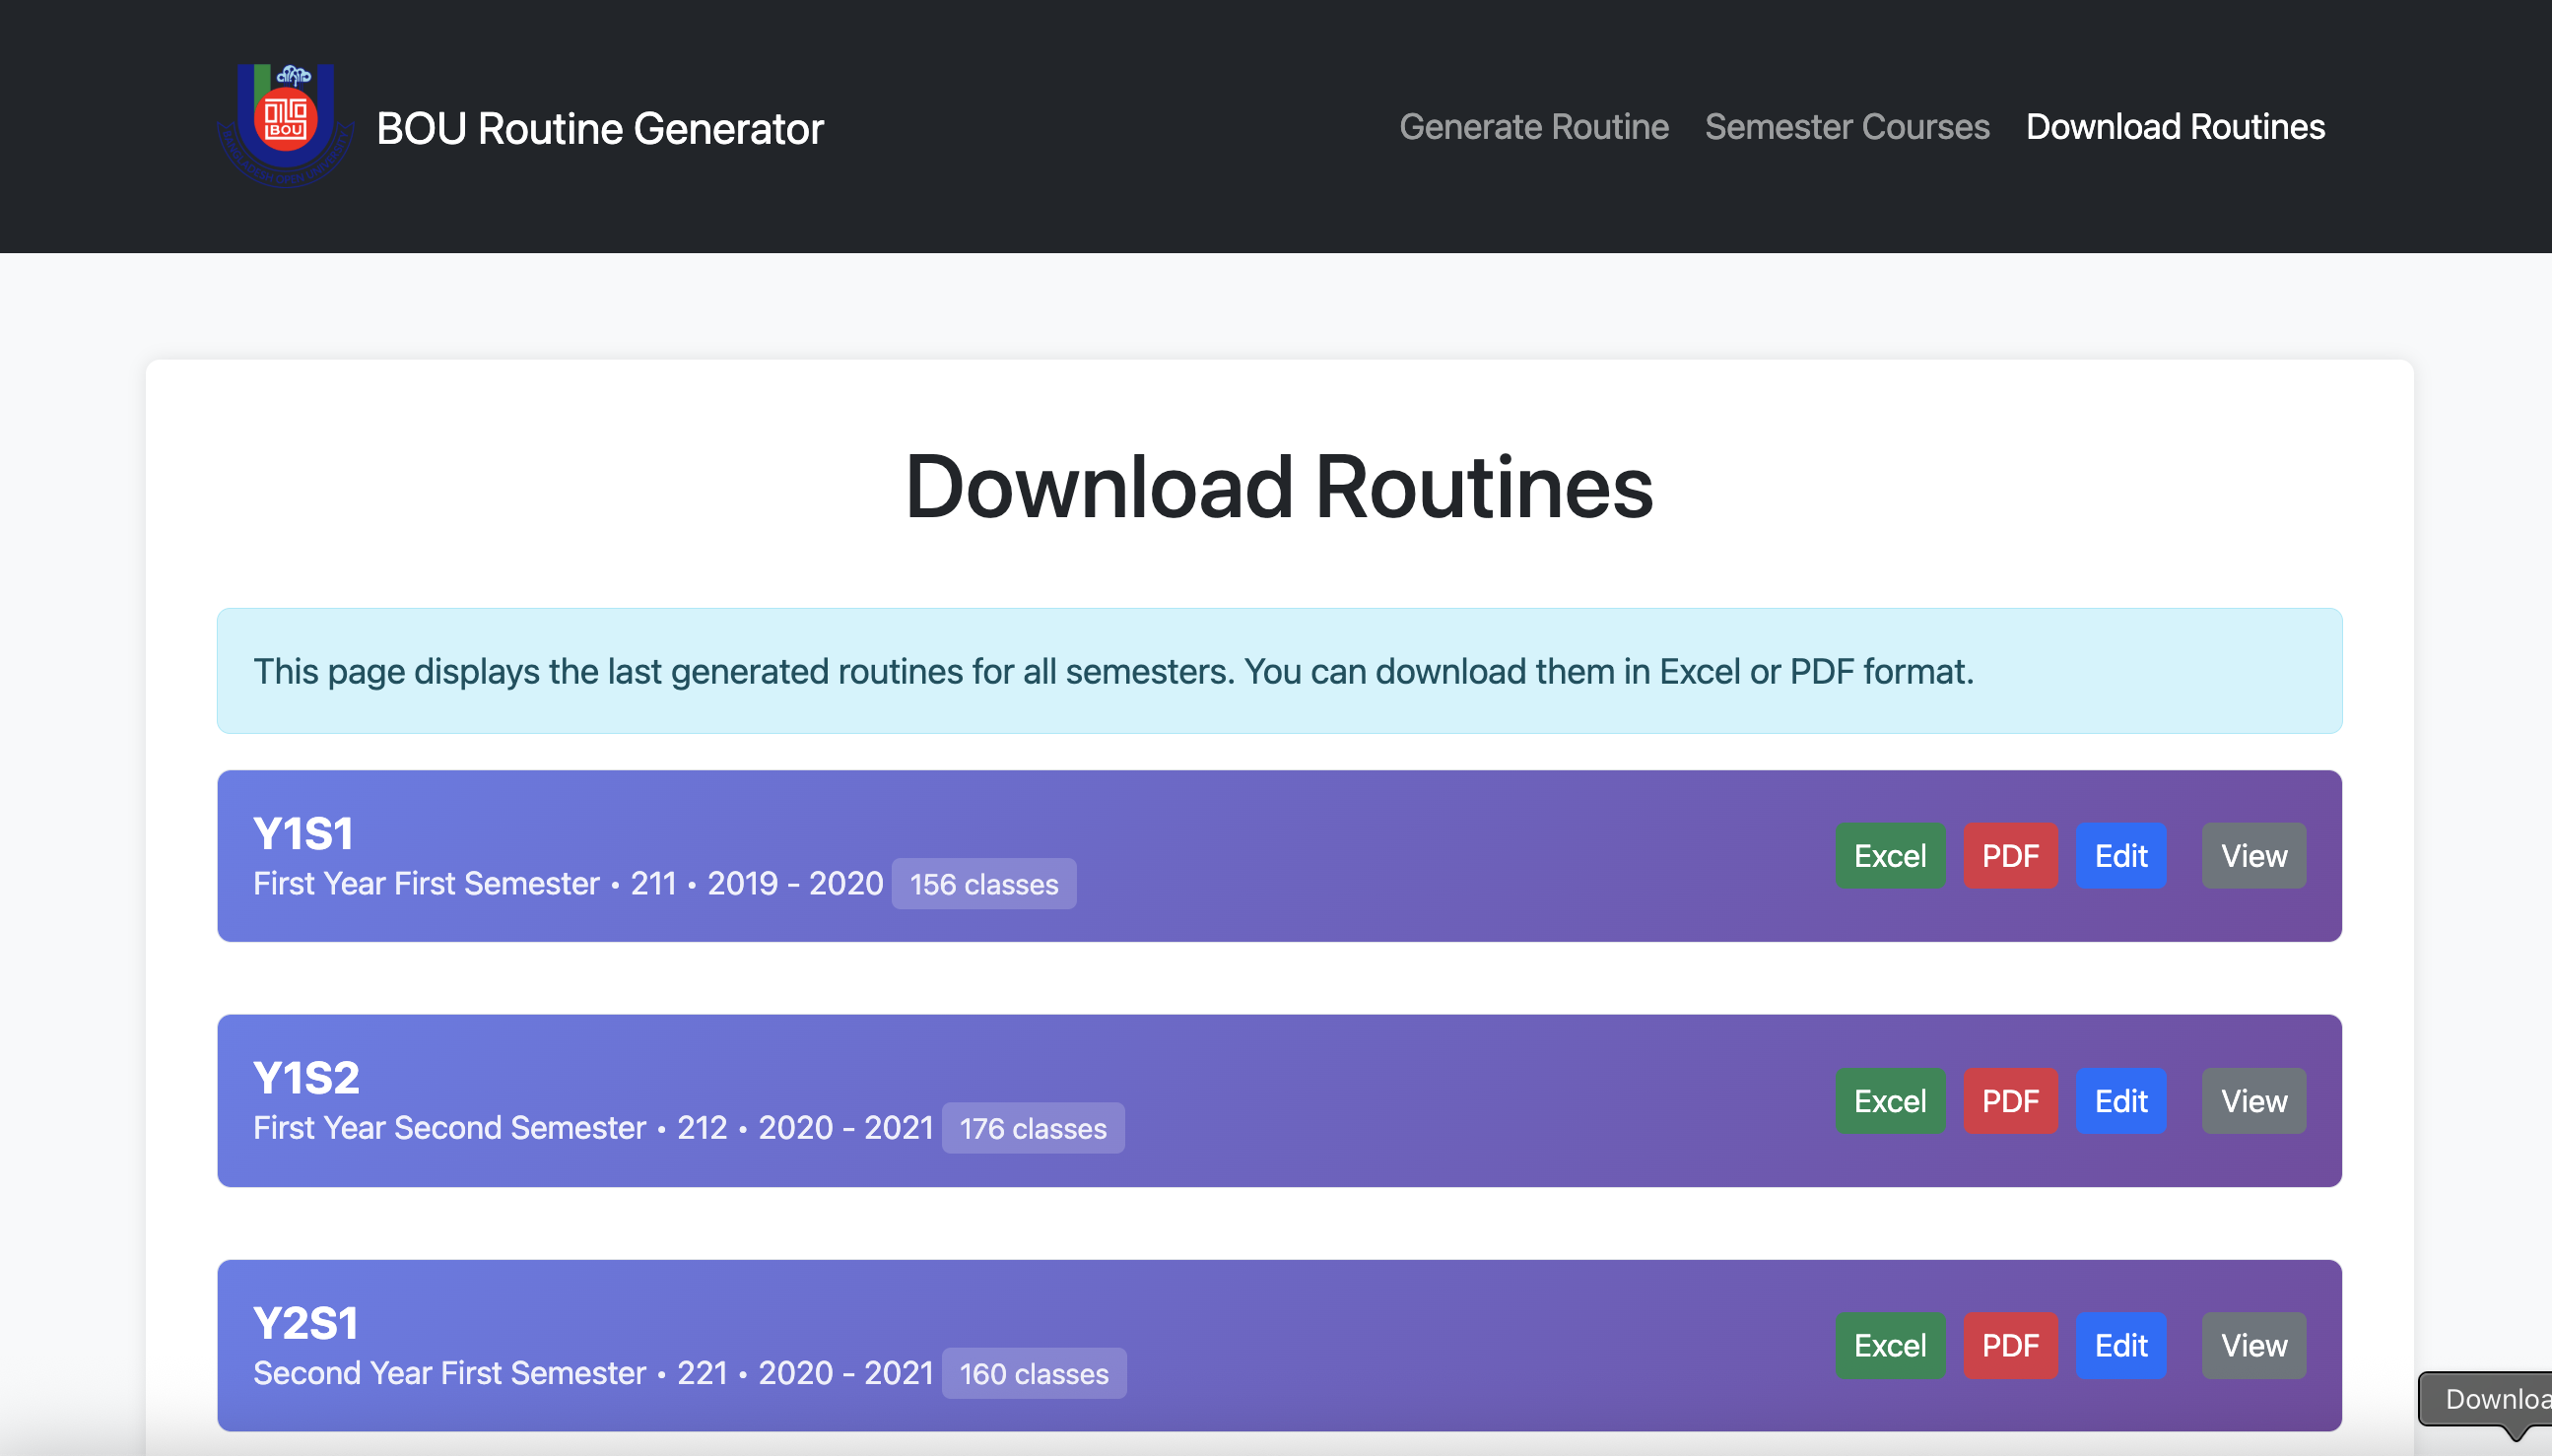 BOU
BOU Routine Generator
Generate Routine
Semester Courses
Download Routines
Download Routines
This page displays the last generated routines for all semesters. You can download them in Excel or PDF format.
Y1S1
First Year First Semester • 211 • 2019 - 2020 156 classes
Excel
PDF
Edit
View
Y1S2
First Year Second Semester • 212 • 2020 - 2021 176 classes
Excel
PDF
Edit
View
Y2S1
Second Year First Semester • 221 • 2020 - 2021 160 classes
Excel
PDF
Edit
View